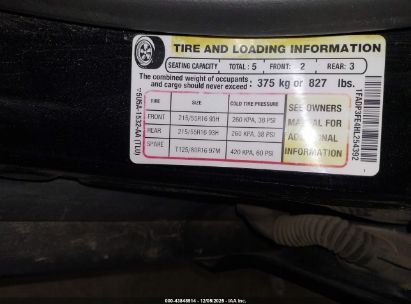 TIRE AND LOADING INFORMATION
SEATING CAPACITY TOTAL: 5 FRONT: 2 REAR: 3
The combined weight of occupants and cargo should never exceed 375 kg or 827 lbs.
TIRE SIZE COLD TIRE PRESSURE
FRONT 215/55R16 93H 260 KPA, 38 PSI
REAR 215/55R16 93H 260 KPA, 38 PSI
SPARE T125/80R16 97M 420 KPA, 60 PSI
SEE OWNERS
MANUAL FOR
ADDITIONAL
INFORMATION
1FADP3FE4HL254392